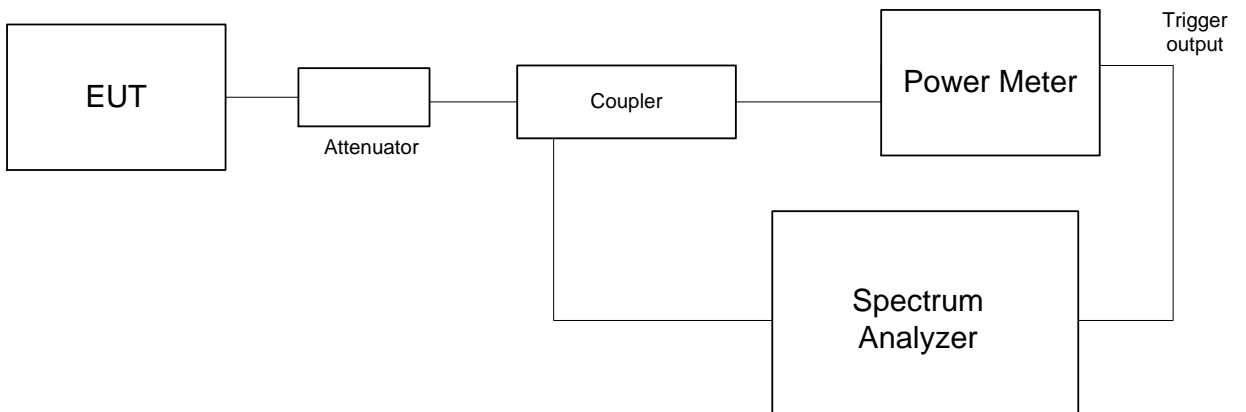 EUT
Attenuator
Coupler
Power Meter
Trigger
output
Spectrum
Analyzer